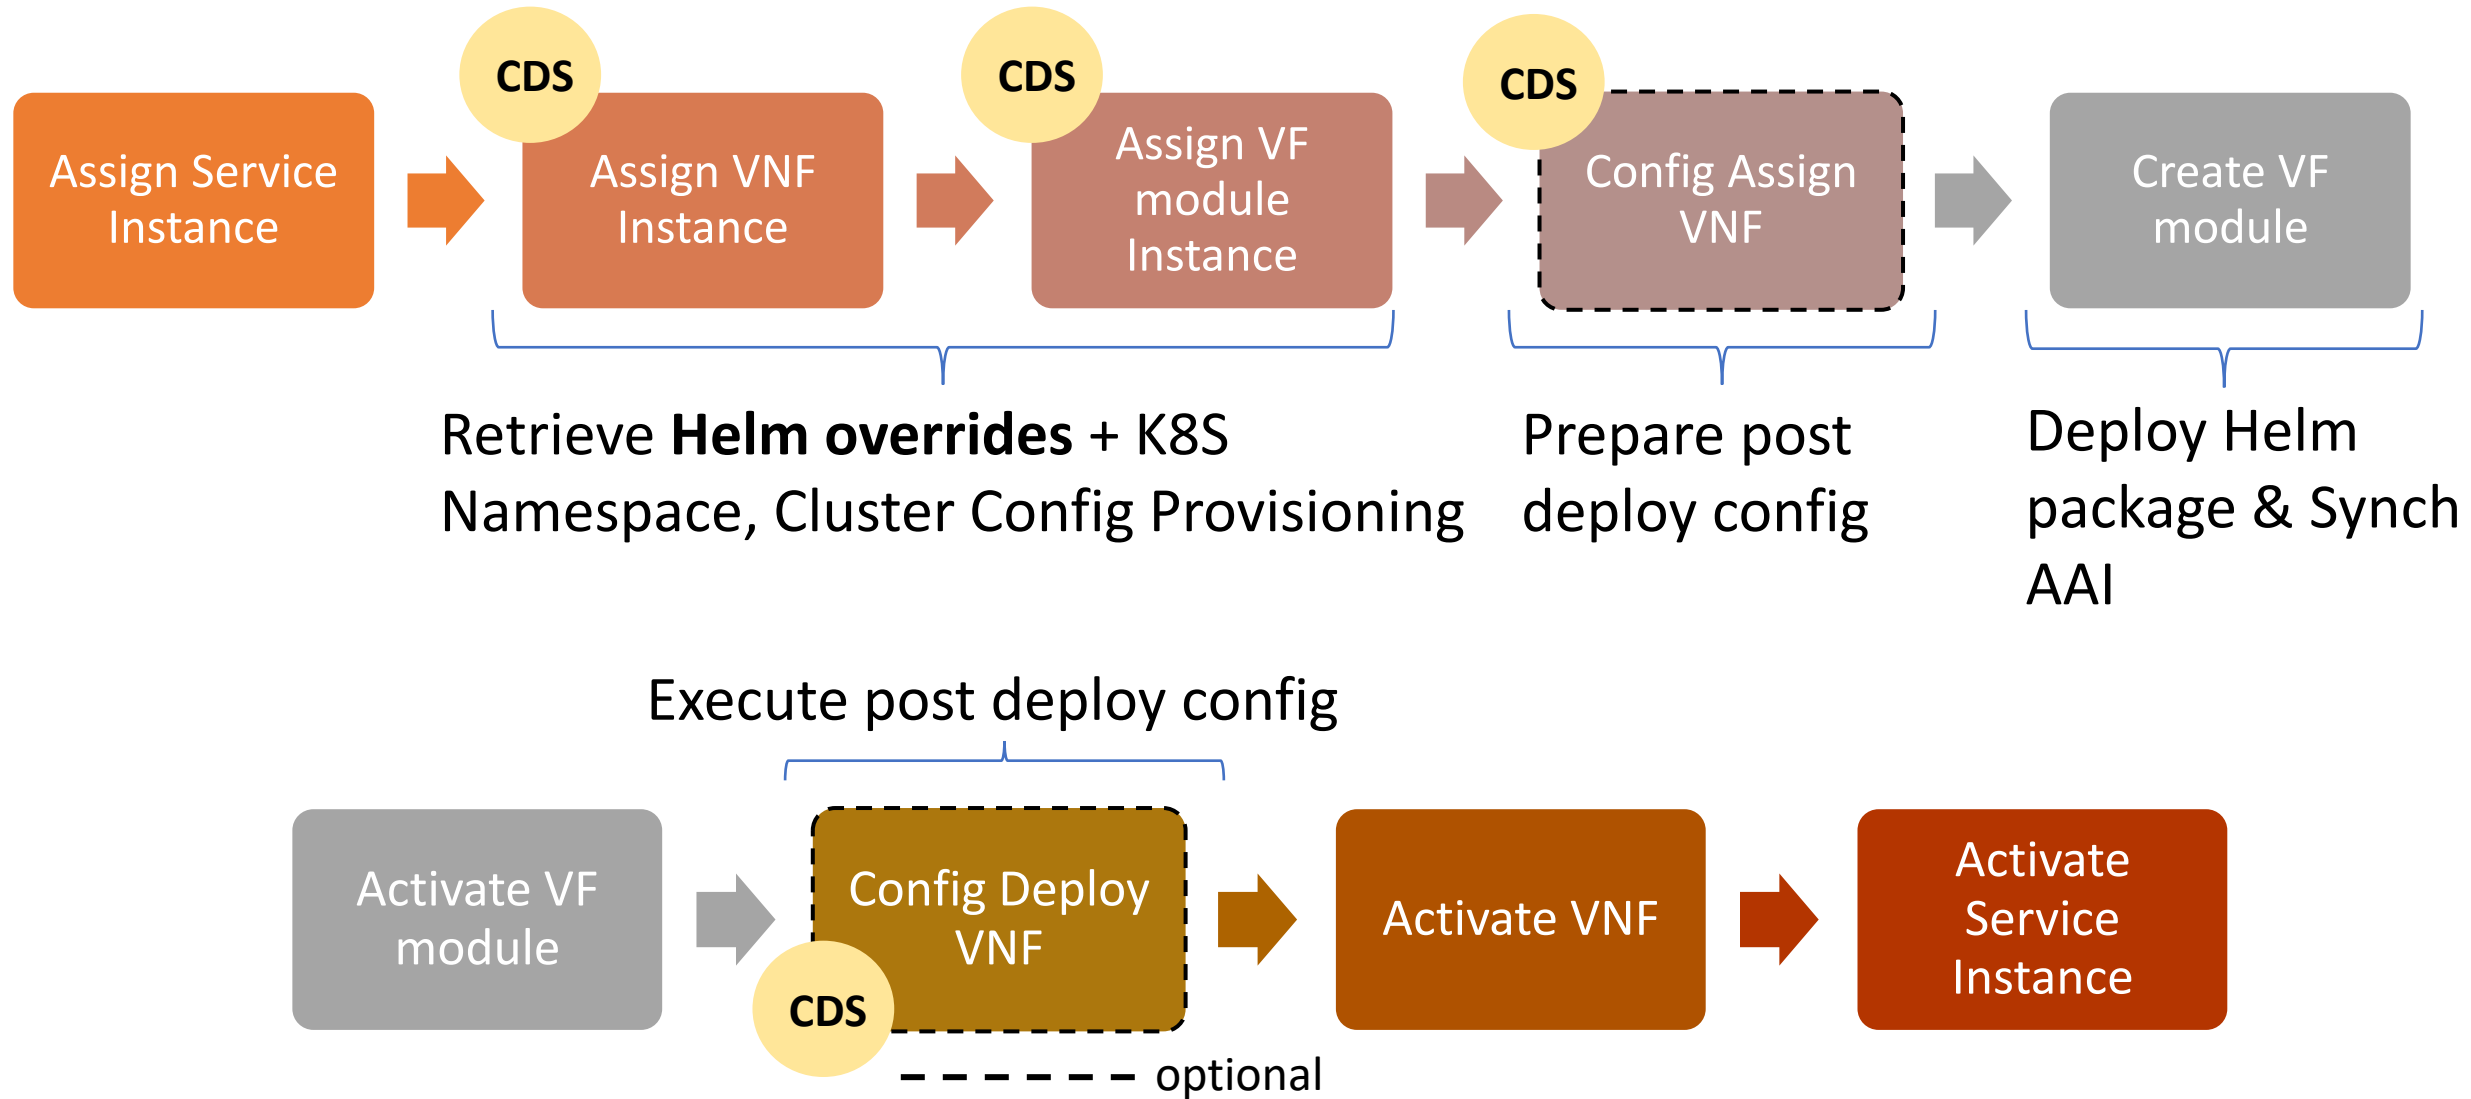 CDS
CDS
CDS
Assign Service
Instance
Assign VNF
Instance
Assign VF
module
Instance
Config Assign
VNF
Create VF
module
Retrieve Helm overrides + K8S
Namespace, Cluster Config Provisioning
Prepare post
deploy config
Deploy Helm
package & Synch
AAI
Execute post deploy config
Activate VF
module
Config Deploy
VNF
CDS
Activate VNF
Activate
Service
Instance
optional